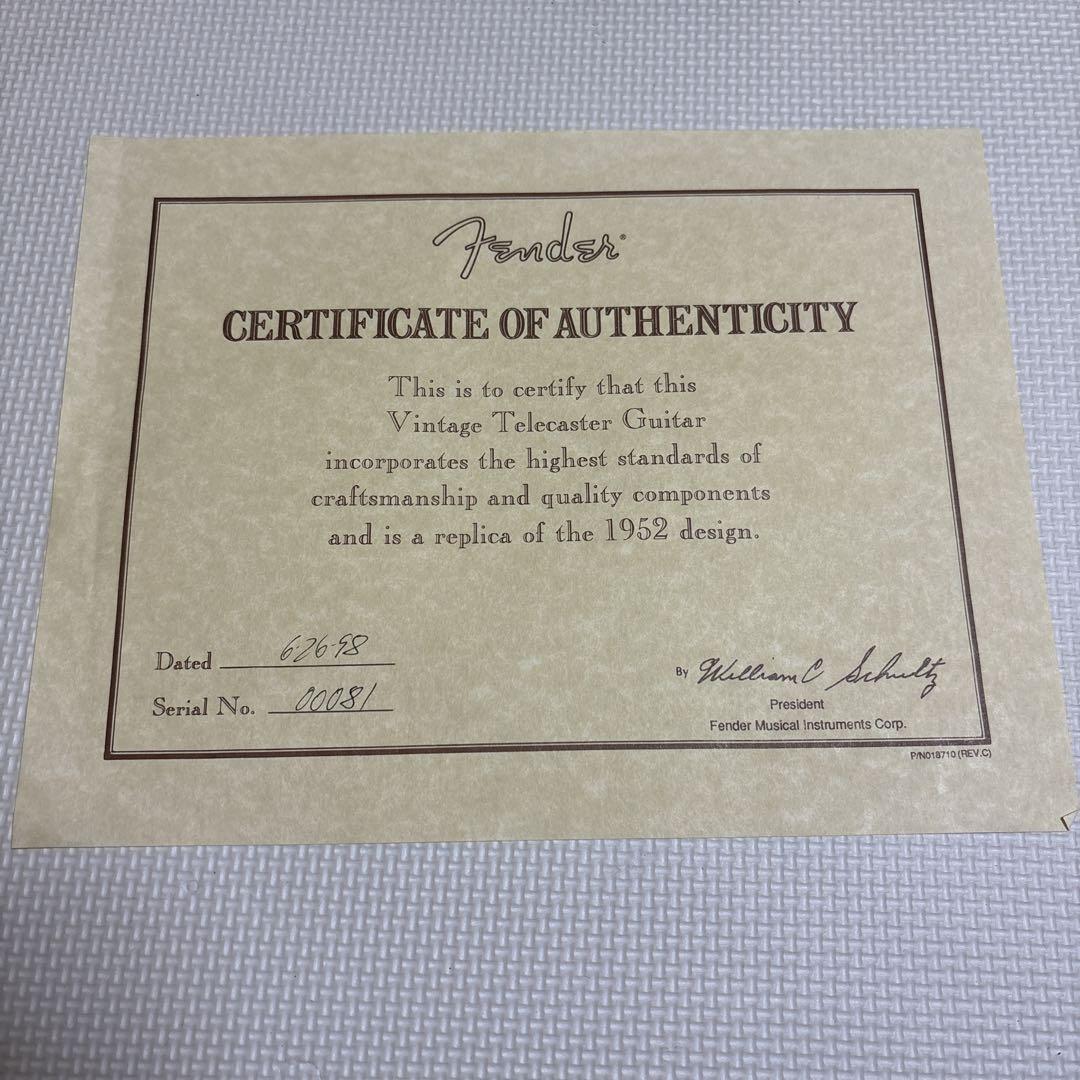 Fender®
CERTIFICATE OF AUTHENTICITY
This is to certify that this
Vintage Telecaster Guitar
incorporates the highest standards of
craftsmanship and quality components
and is a replica of the 1952 design.
Dated 6-26-98
Serial No. 00081
By William C Schultz
President
Fender Musical Instruments Corp.
P/N018710 (REV.C)